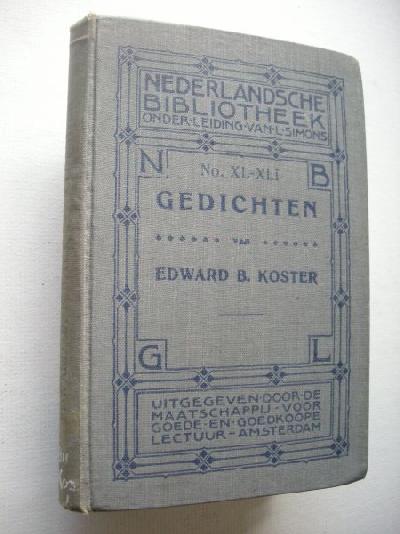 NEDERLANDSCHE
BIBLIOTHEEK
ONDER·LEIDING·VAN·L·SIMONS
N B
No. XL-XLI
GEDICHTEN
VAN
EDWARD B. KOSTER
G L
UITGEGEVEN·DOOR·DE
MAATSCHAPPIJ·VOOR
GOEDE·EN·GOEDKOOPE
LECTUUR–AMSTERDAM